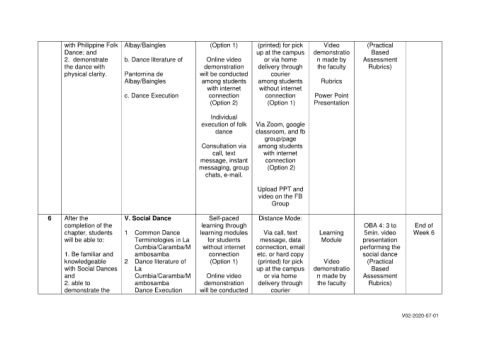 with Philippine Folk
Dance; and
2. demonstrate
the dance with
physical clarity.
Albay/Baingles
b. Dance literature of
Pantomina de
Albay/Baingles
c. Dance Execution
(Option 1)
Online video
demonstration
will be conducted
among students
with internet
connection
(Option 2)
Individual
execution of folk
dance
Consultation via
call, text
message, instant
messaging, group
chats, e-mail.
(printed) for pick
up at the campus
or via home
delivery through
courier
among students
without internet
connection
(Option 1)
Via Zoom, google
classroom, and fb
group/page
among students
with internet
connection
(Option 2)
Upload PPT and
video on the FB
Group
Video
demonstratio
n made by
the faculty
Rubrics
Power Point
Presentation
(Practical
Based
Assessment
Rubrics)
6
After the
completion of the
chapter, students
will be able to:
1. Be familiar and
knowledgeable
with Social Dances
and
2. able to
demonstrate the
V. Social Dance
1 Common Dance
Terminologies in La
Cumbia/Caramba/M
ambosamba
2 Dance literature of
La
Cumbia/Caramba/M
ambosamba
Dance Execution
Self-paced
learning through
learning modules
for students
without internet
connection
(Option 1)
Online video
demonstration
will be conducted
Distance Mode:
Via call, text
message, data
connection, email
etc. or hard copy
(printed) for pick
up at the campus
or via home
delivery through
courier
Learning
Module
Video
demonstratio
n made by
the faculty
OBA 4: 3 to
5min, video
presentation
performing the
social dance
(Practical
Based
Assessment
Rubrics)
End of
Week 6
V02-2020-07-01